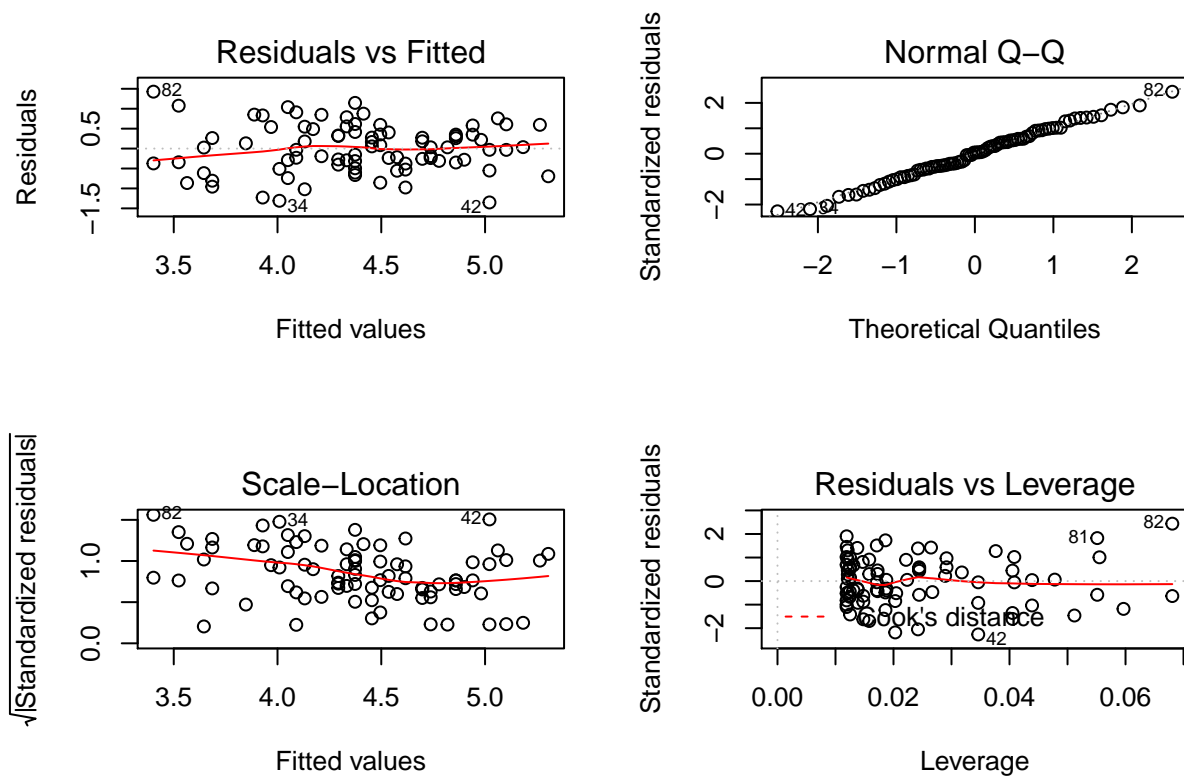 Residuals vs Fitted
Residuals
−1.5
0.5
82
34
42
3.5 4.0 4.5 5.0
Fitted values
Normal Q−Q
Standardized residuals
−2 0 2
42
34
82
−2 −1 0 1 2
Theoretical Quantiles
Scale−Location
√|Standardized residuals|
0.0 1.0
82
34
42
3.5 4.0 4.5 5.0
Fitted values
Residuals vs Leverage
Standardized residuals
−2 0 2
81
82
Cook's distance
42
0.00 0.02 0.04 0.06
Leverage